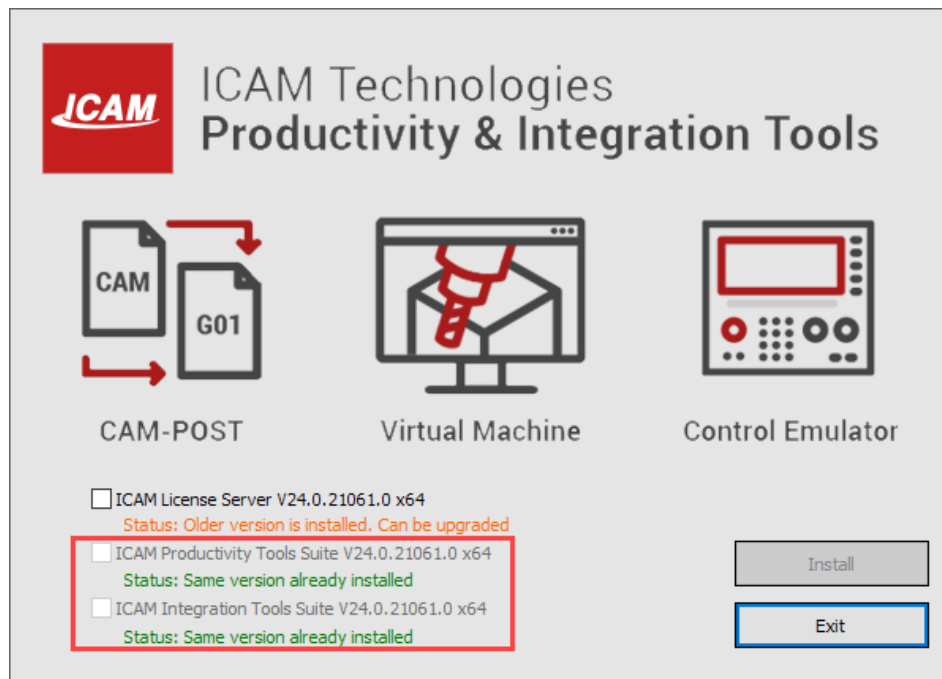 ICAM
ICAM Technologies
Productivity & Integration Tools
CAM
G01
CAM-POST
Virtual Machine
Control Emulator
ICAM License Server V24.0.21061.0 x64
Status: Older version is installed. Can be upgraded
ICAM Productivity Tools Suite V24.0.21061.0 x64
Status: Same version already installed
ICAM Integration Tools Suite V24.0.21061.0 x64
Status: Same version already installed
Install
Exit